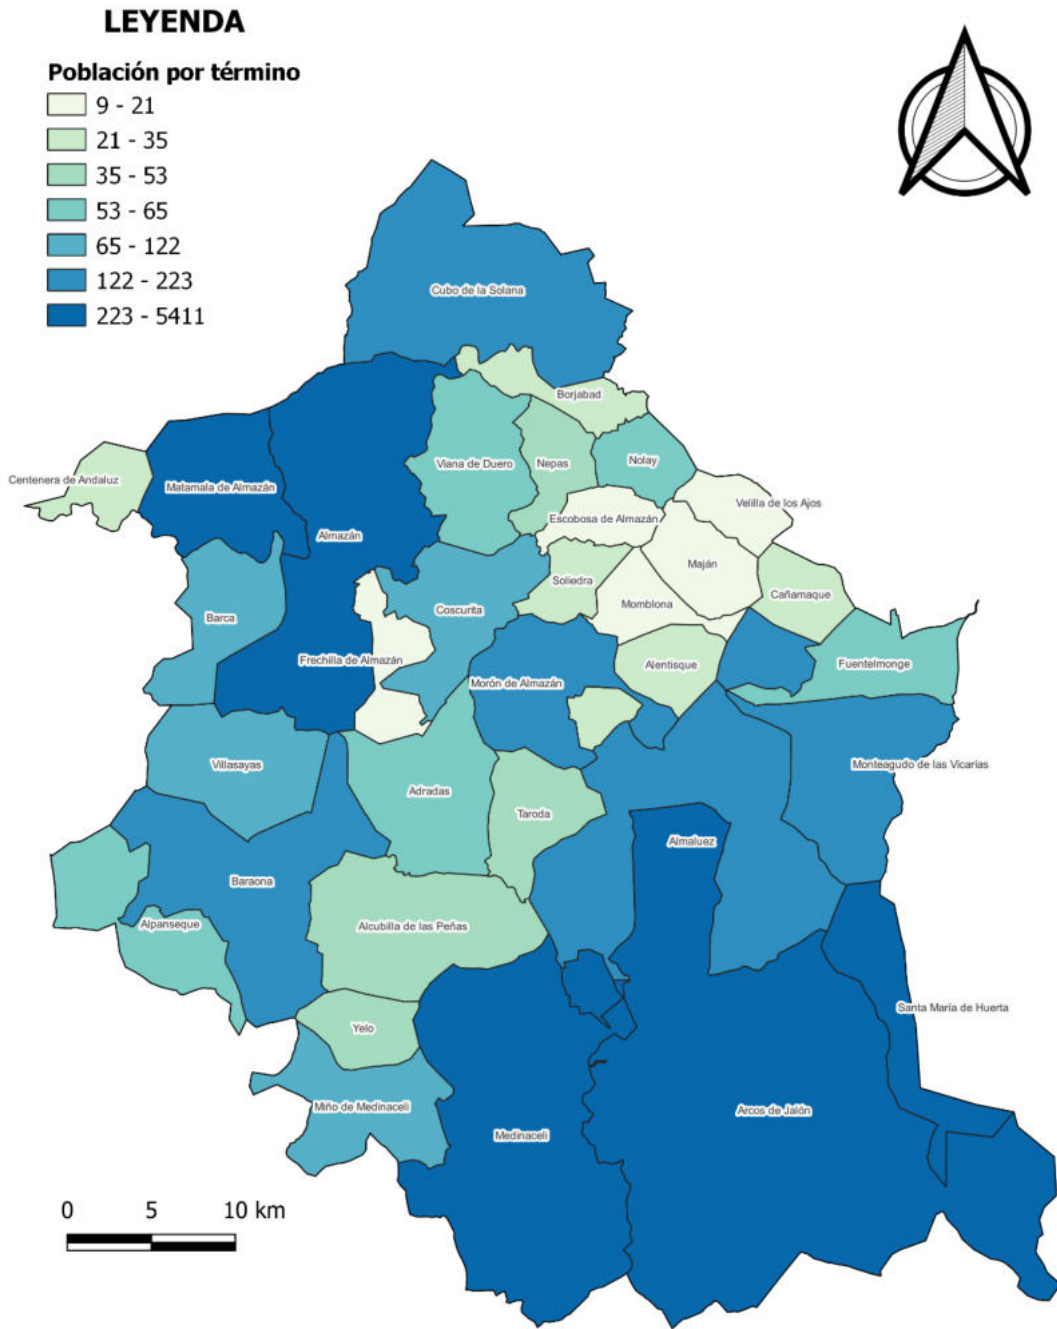 LEYENDA
Población por término
9 - 21
21 - 35
35 - 53
53 - 65
65 - 122
122 - 223
223 - 5411
Cubo de la Solana
Borjabad
Centenera de Andaluz
Matamala de Almazán
Viana de Duero
Nepas
Nolay
Velilla de los Ajos
Escobosa de Almazán
Almazán
Maján
Soliedra
Cañamaque
Barca
Coscurita
Momblona
Frechilla de Almazán
Alentisque
Fuentelmonge
Morón de Almazán
Villasayas
Monteagudo de las Vicarías
Adradas
Taroda
Almaluez
Baraona
Alpanseque
Alcubilla de las Peñas
Santa María de Huerta
Yelo
Miño de Medinaceli
Arcos de Jalón
Medinaceli
0 5 10 km